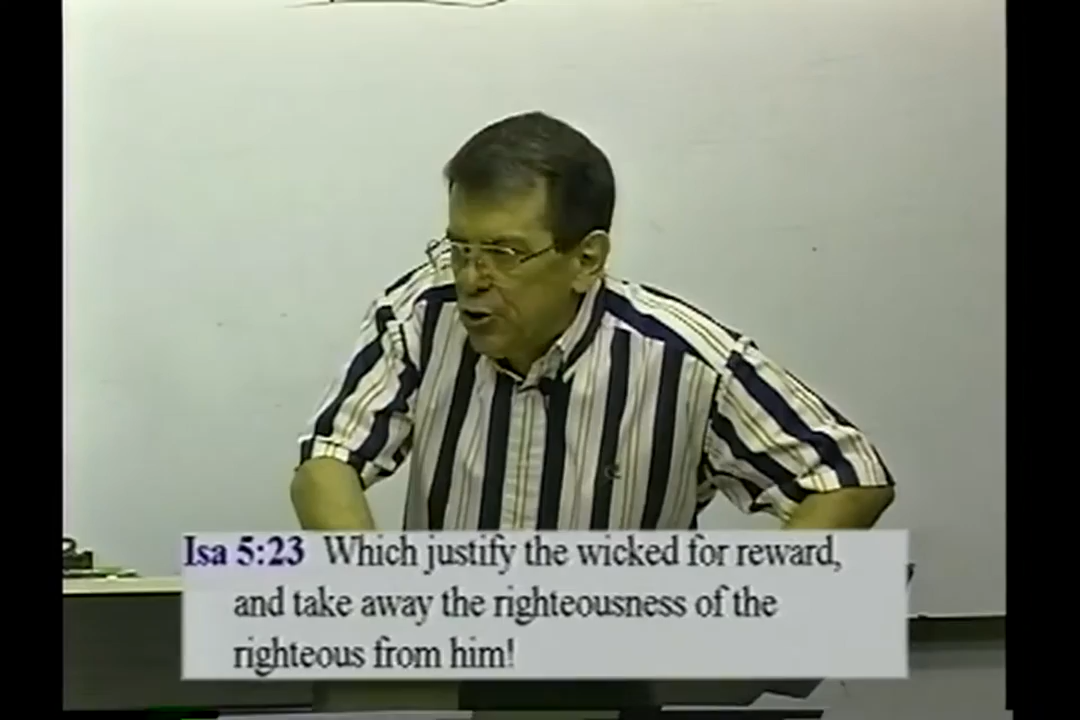 Isa 5:23 Which justify the wicked for reward,
and take away the righteousness of the
righteous from him!